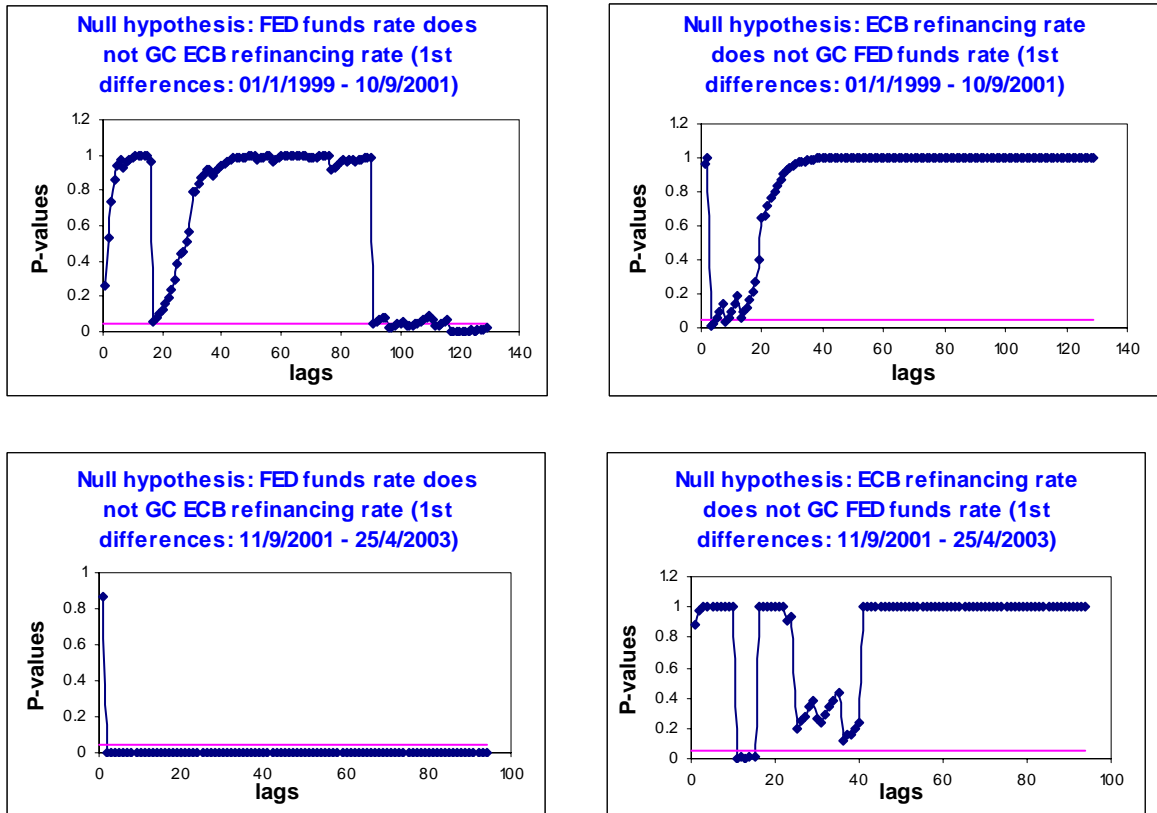 Null hypothesis: FED funds rate does
not GC ECB refinancing rate (1st
differences: 01/1/1999 - 10/9/2001)
1.2
1
0.8
0.6
0.4
0.2
0
P-values
0 20 40 60 80 100 120 140
lags
Null hypothesis: ECB refinancing rate
does not GC FED funds rate (1st
differences: 01/1/1999 - 10/9/2001)
1.2
1
0.8
0.6
0.4
0.2
0
P-values
0 20 40 60 80 100 120 140
lags
Null hypothesis: FED funds rate does
not GC ECB refinancing rate (1st
differences: 11/9/2001 - 25/4/2003)
1
0.8
0.6
0.4
0.2
0
P-values
0 20 40 60 80 100
lags
Null hypothesis: ECB refinancing rate
does not GC FED funds rate (1st
differences: 11/9/2001 - 25/4/2003)
1.2
1
0.8
0.6
0.4
0.2
0
P-values
0 20 40 60 80 100
lags